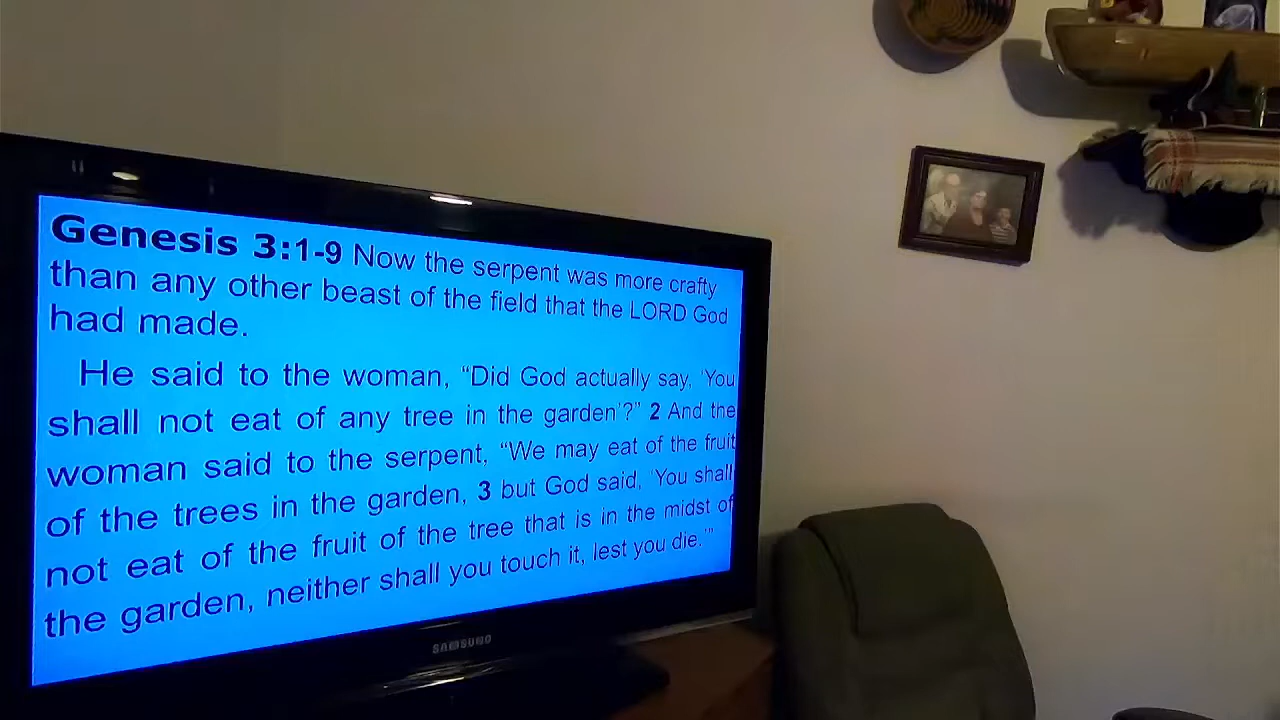 Genesis 3:1-9 Now the serpent was more crafty
than any other beast of the field that the LORD God
had made.
He said to the woman, “Did God actually say, ‘You
shall not eat of any tree in the garden’?” 2 And the
woman said to the serpent, “We may eat of the fruit
of the trees in the garden, 3 but God said, ‘You shall
not eat of the fruit of the tree that is in the midst of
the garden, neither shall you touch it, lest you die.’”
SAMSUNG